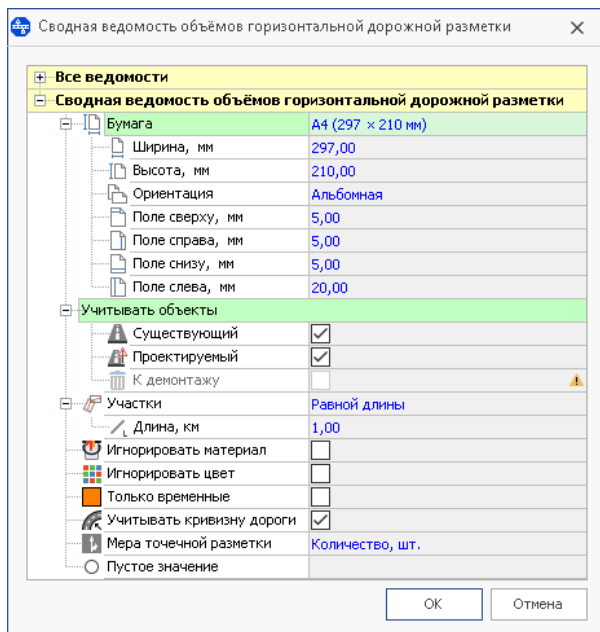 Сводная ведомость объёмов горизонтальной дорожной разметки
Все ведомости
Сводная ведомость объёмов горизонтальной дорожной разметки
Бумага A4 (297 × 210 мм)
Ширина, мм 297,00
Высота, мм 210,00
Ориентация Альбомная
Поле сверху, мм 5,00
Поле справа, мм 5,00
Поле снизу, мм 5,00
Поле слева, мм 20,00
Учитывать объекты
Существующий
Проектируемый
К демонтажу
Участки Равной длины
Длина, км 1,00
Игнорировать материал
Игнорировать цвет
Только временные
Учитывать кривизну дороги
Мера точечной разметки Количество, шт.
Пустое значение
ОК Отмена